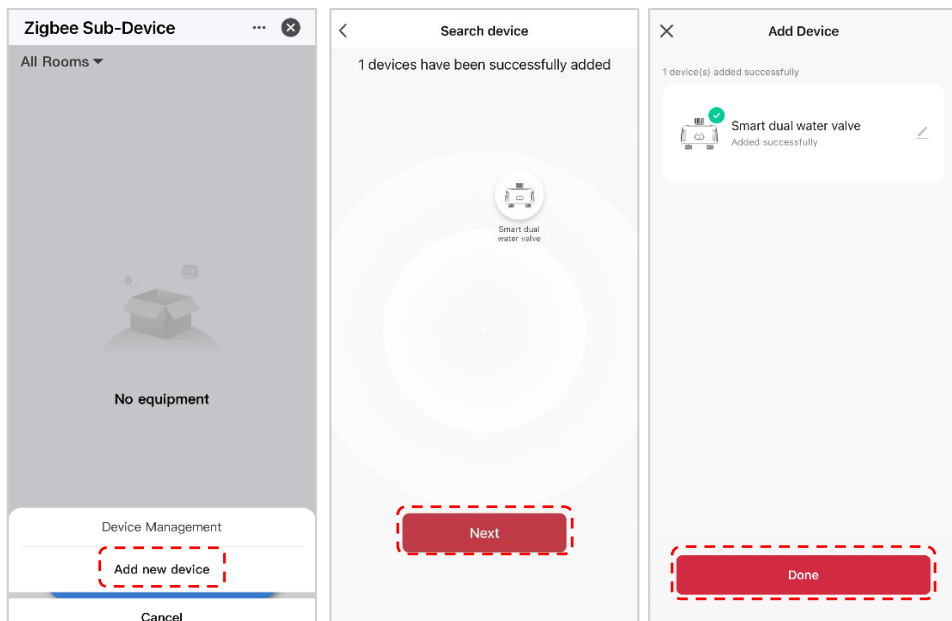 Zigbee Sub-Device
All Rooms
No equipment
Device Management
Add new device
Cancel
Search device
1 devices have been successfully added
Smart dual
water valve
Next
Add Device
1 device(s) added successfully
Smart dual water valve
Added successfully
Done